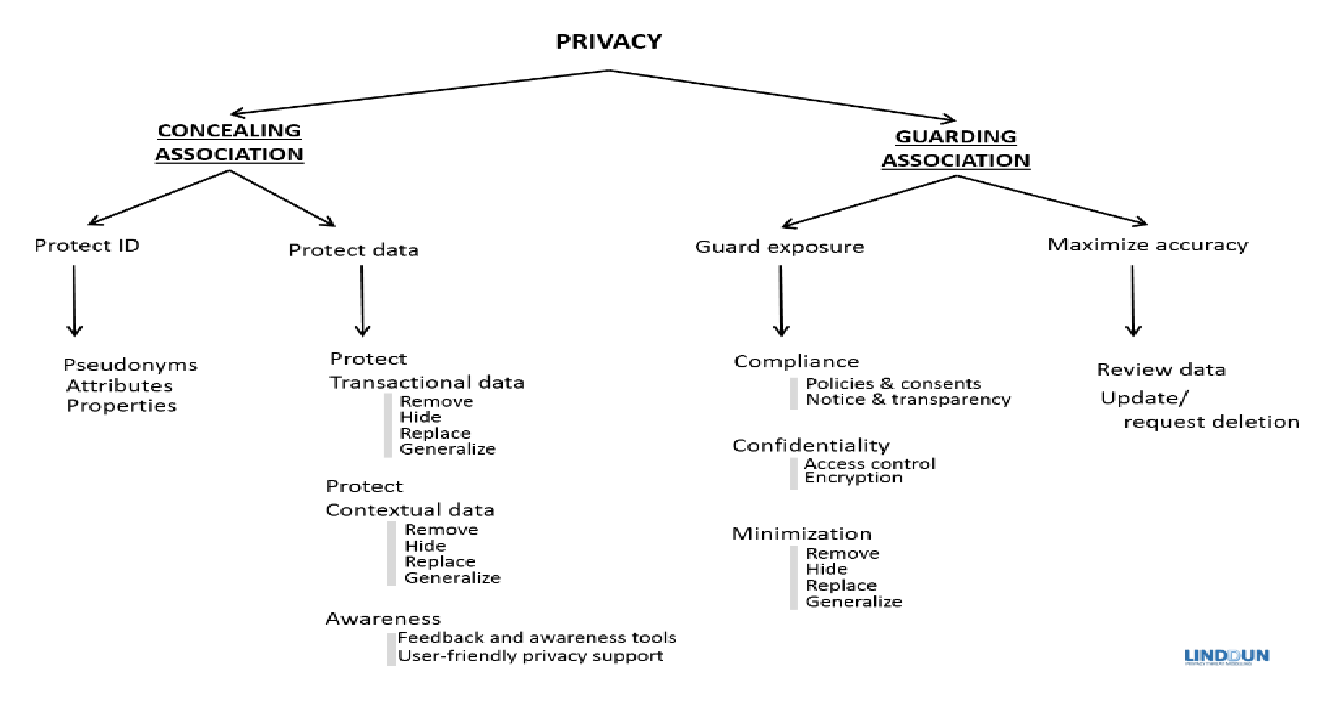 PRIVACY
CONCEALING
ASSOCIATION
GUARDING
ASSOCIATION
Protect ID
Protect data
Guard exposure
Maximize accuracy
Pseudonyms
Attributes
Properties
Protect
Transactional data
Remove
Hide
Replace
Generalize
Protect
Contextual data
Remove
Hide
Replace
Generalize
Awareness
Feedback and awareness tools
User-friendly privacy support
Compliance
Policies & consents
Notice & transparency
Confidentiality
Access control
Encryption
Minimization
Remove
Hide
Replace
Generalize
Review data
Update/
request deletion
LINDDUN